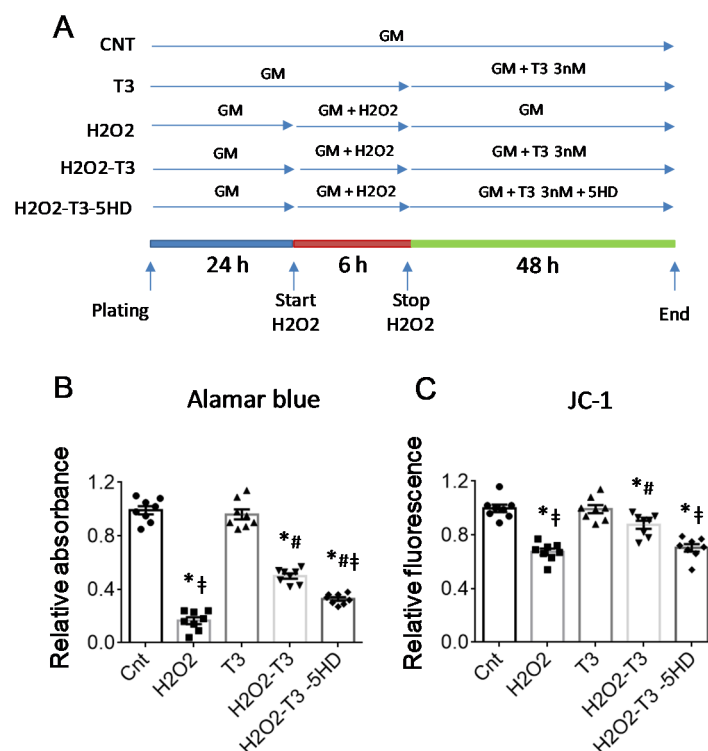 A
CNT
GM
T3
GM
GM + T3 3nM
H2O2
GM
GM + H2O2
GM
H2O2-T3
GM
GM + H2O2
GM + T3 3nM
H2O2-T3-5HD
GM
GM + H2O2
GM + T3 3nM + 5HD
24 h
6 h
48 h
Plating
Start
H2O2
Stop
H2O2
End
B
Alamar blue
Relative absorbance
1.2
0.8
0.4
0.0
*‡
*#
*#‡
Cnt
H2O2
T3
H2O2-T3
H2O2-T3 -5HD
C
JC-1
Relative fluorescence
1.2
0.8
0.4
0.0
*‡
*#
*‡
Cnt
H2O2
T3
H2O2-T3
H2O2-T3 -5HD